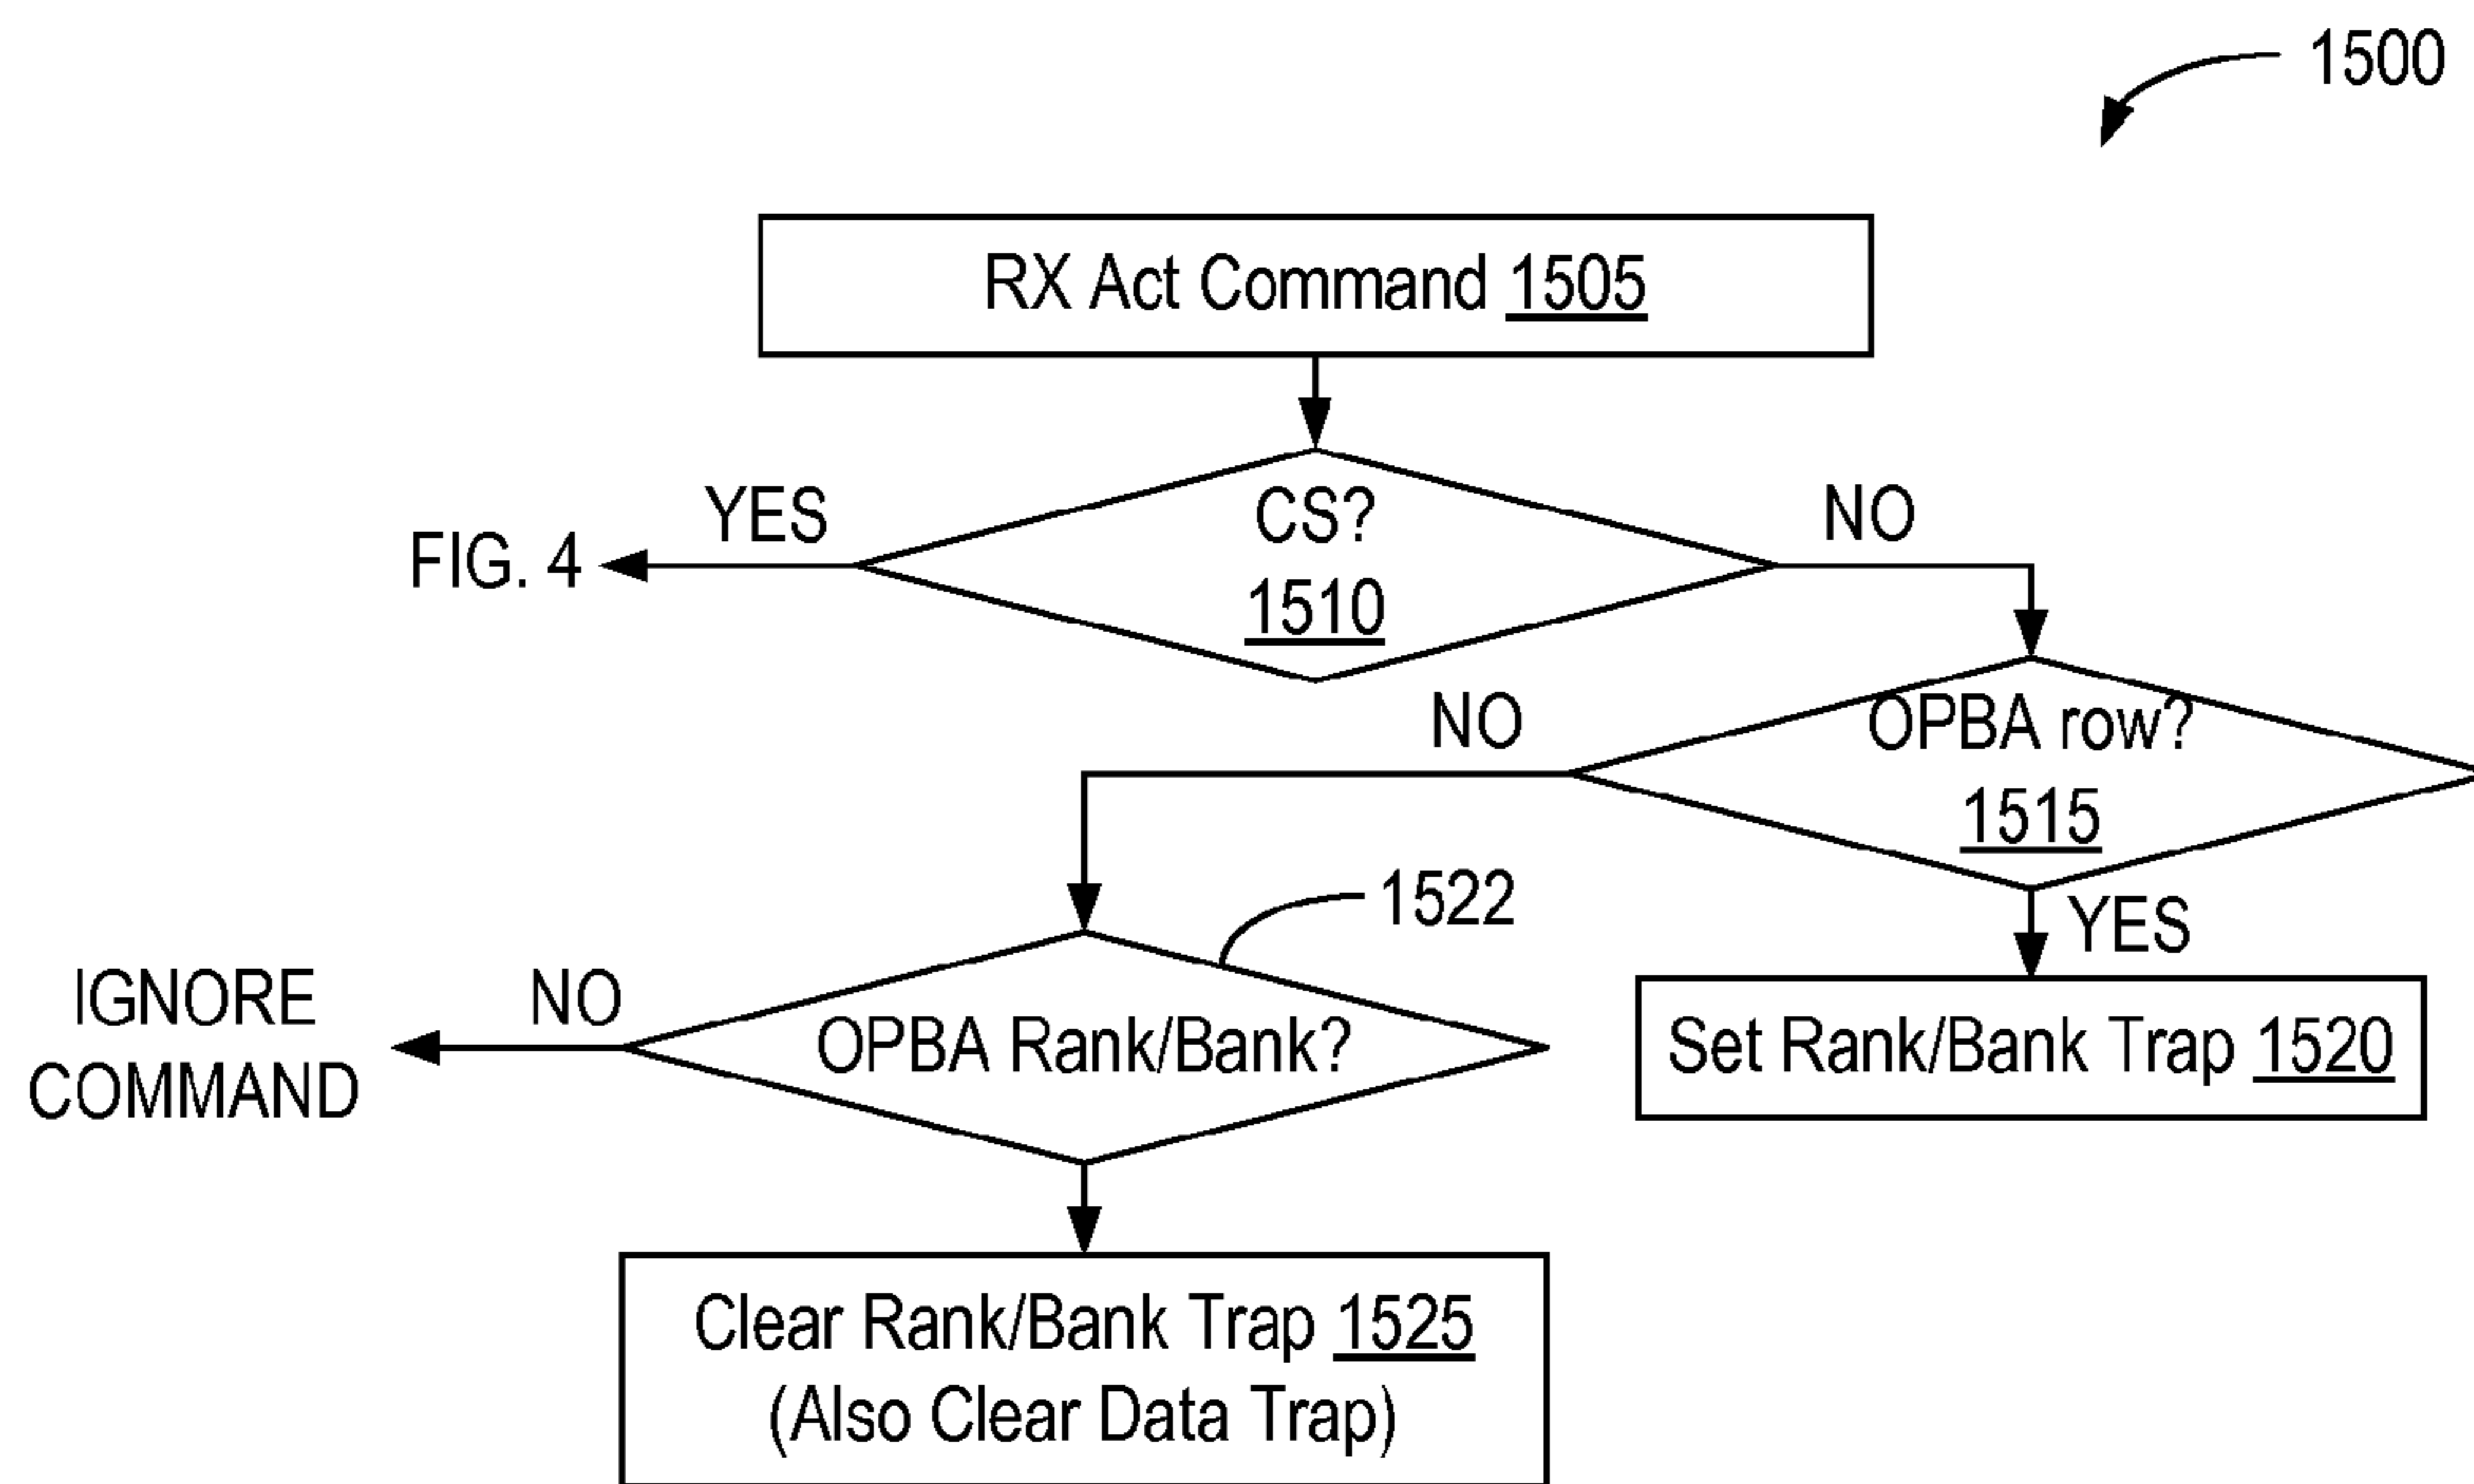 1500
RX Act Command 1505
YES
CS?
NO
FIG. 4
1510
NO
OPBA row?
1515
1522
YES
IGNORE
NO
OPBA Rank/Bank?
Set Rank/Bank Trap 1520
COMMAND
Clear Rank/Bank Trap 1525
(Also Clear Data Trap)